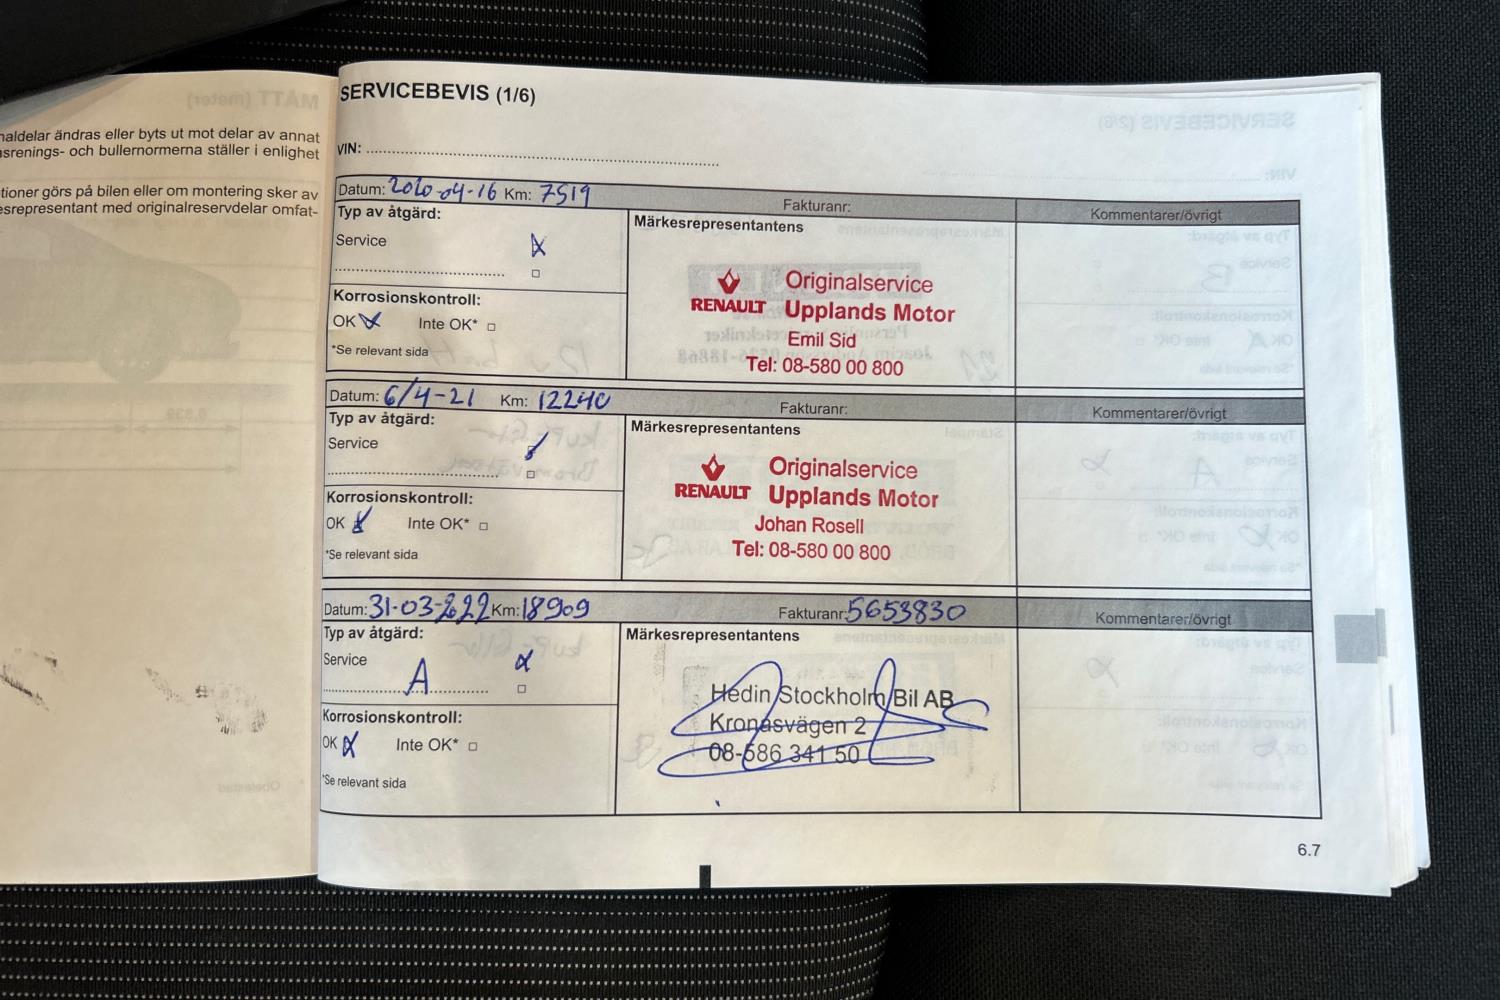 naldelar ändras eller byts ut mot delar av annat
srenings- och bullernormerna ställer i enlighet
tioner görs på bilen eller om montering sker av
esrepresentant med originalreservdelar omfat-
SERVICEBEVIS (1/6)
VIN:
Datum: 2020-04-16 Km: 7519 Fakturanr: Kommentarer/övrigt
Typ av åtgärd: Märkesrepresentantens
Service
Korrosionskontroll:
OK Inte OK*
*Se relevant sida
RENAULT Originalservice
Upplands Motor
Emil Sid
Tel: 08-580 00 800
Datum: 6/4-21 Km: 12240 Fakturanr: Kommentarer/övrigt
Typ av åtgärd: Märkesrepresentantens
Service
Korrosionskontroll:
OK Inte OK*
*Se relevant sida
RENAULT Originalservice
Upplands Motor
Johan Rosell
Tel: 08-580 00 800
Datum: 31-03-2022 Km: 18909 Fakturanr: 5653830 Kommentarer/övrigt
Typ av åtgärd: Märkesrepresentantens
Service
A
Korrosionskontroll:
OK Inte OK*
*Se relevant sida
Hedin Stockholm Bil AB
Kronåsvägen 2
08-586 341 50
6.7